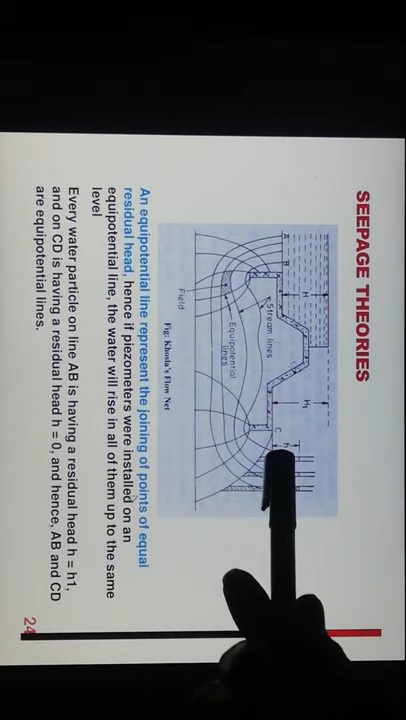 SEEPAGE THEORIES
A
B
H
H₁
C
h
Stream lines
Equipotential
lines
Field
Fig: Khosla's Flow Net
An equipotential line represent the joining of points of equal
residual head, hence if piezometers were installed on an
equipotential line, the water will rise in all of them up to the same
level
Every water particle on line AB is having a residual head h = h1,
and on CD is having a residual head h = 0, and hence, AB and CD
are equipotential lines.
24